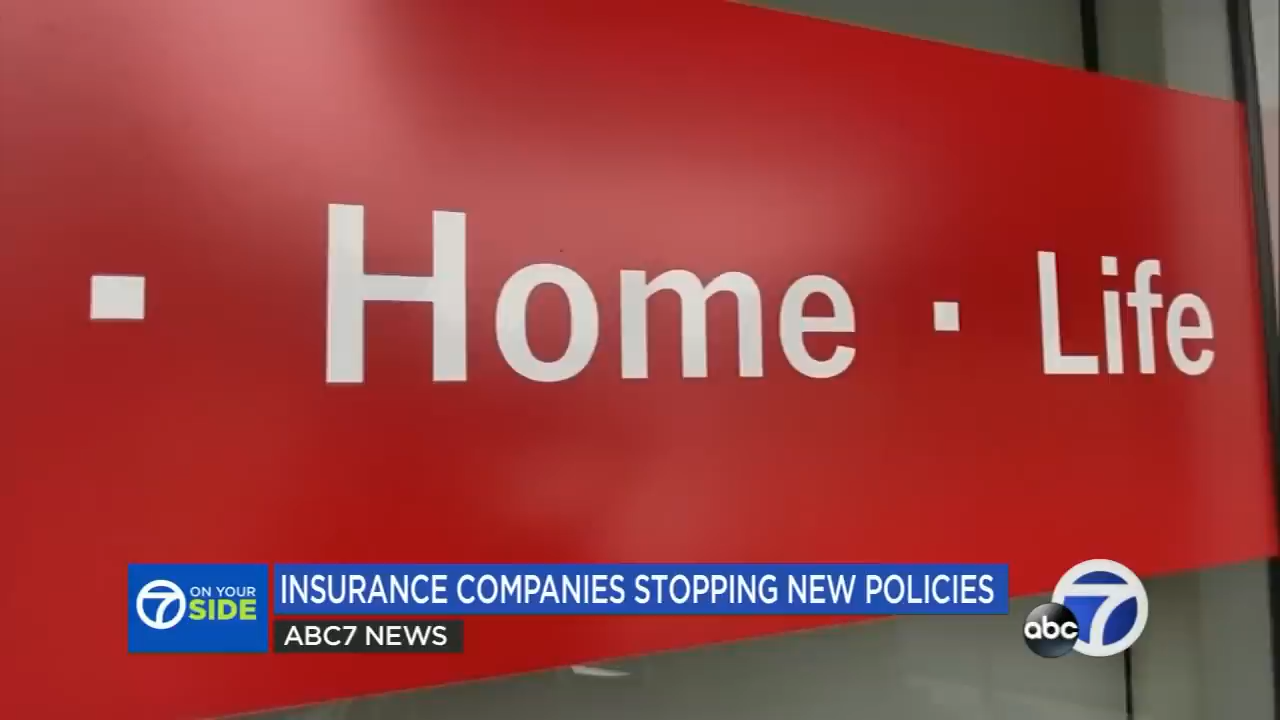 ▪ Home ▪ Life
7 ON YOUR SIDE
INSURANCE COMPANIES STOPPING NEW POLICIES
ABC7 NEWS
abc 7